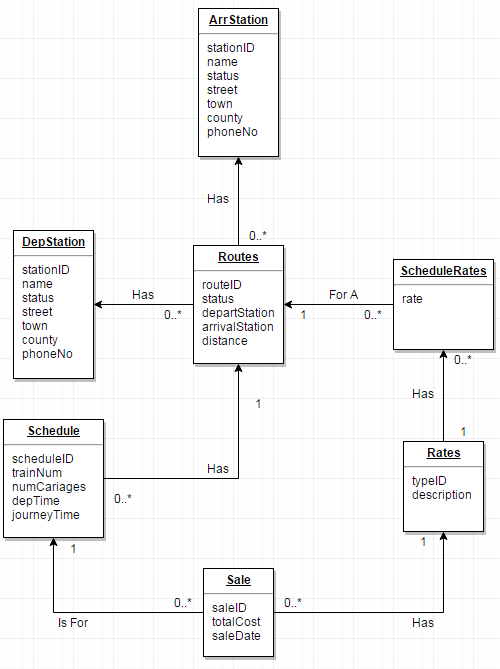 ArrStation
stationID
name
status
street
town
county
phoneNo
Has
0..*
DepStation
stationID
name
status
street
town
county
phoneNo
Has
0..*
Routes
routeID
status
departStation
arrivalStation
distance
For A
1
0..*
ScheduleRates
rate
0..*
Has
1
1
Schedule
scheduleID
trainNum
numCariages
depTime
journeyTime
Has
0..*
Rates
typeID
description
1
1
0..*
Is For
Sale
saleID
totalCost
saleDate
0..*
Has